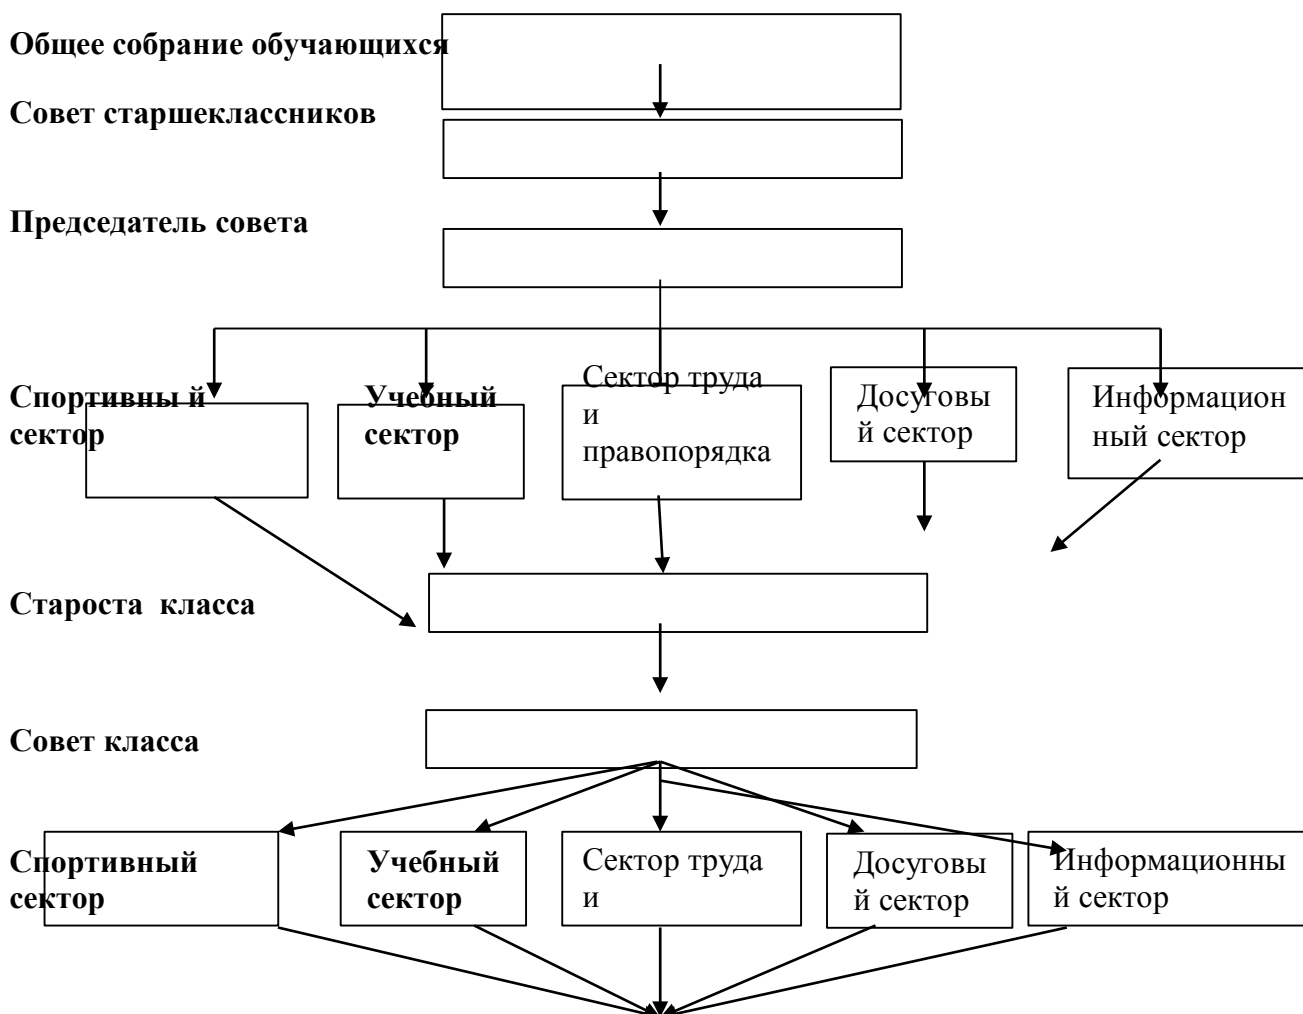 Общее собрание обучающихся
Совет старшеклассников
Председатель совета
Спортивны й
сектор
Учебный
сектор
Сектор труда
и
правопорядка
Досуговы
й сектор
Информацион
ный сектор
Староста класса
Совет класса
Спортивный
сектор
Учебный
сектор
Сектор труда
и
Досуговы
й сектор
Информационны
й сектор